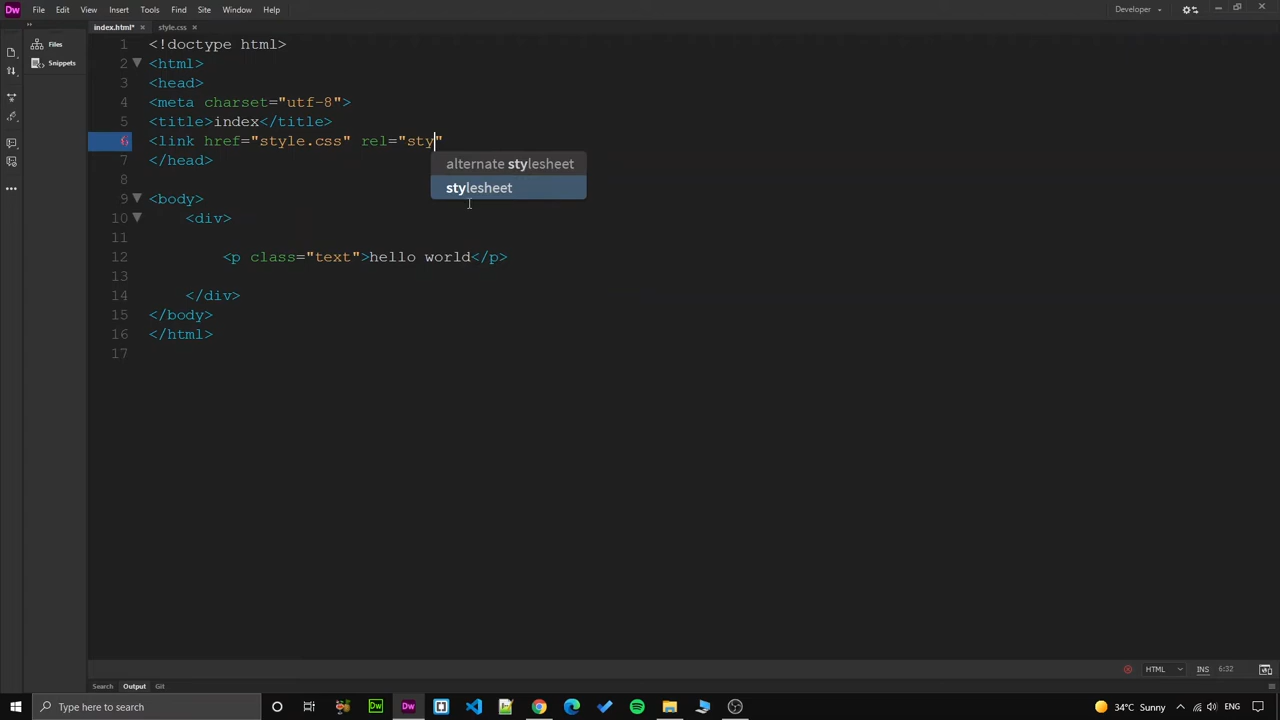 Dw File Edit View Insert Tools Find Site Window Help Developer
index.html* × style.css ×
Files
Snippets
1 <!doctype html>
2 <html>
3 <head>
4 <meta charset="utf-8">
5 <title>index</title>
6 <link href="style.css" rel="sty"
alternate stylesheet
stylesheet
7 </head>
8
9 <body>
10 <div>
11
12 <p class="text">hello world</p>
13
14 </div>
15 </body>
16 </html>
17
HTML INS 6:32
Search Output Git
Type here to search Dw Dw 34°C Sunny ENG